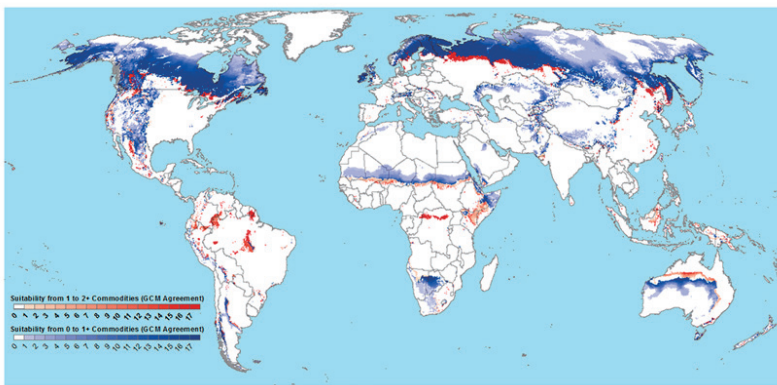 Suitability from 1 to 2+ Commodities (GCM Agreement)
0 1 2 3 4 5 6 7 8 9 10 11 12 13 14 15 16 17
Suitability from 0 to 1+ Commodities (GCM Agreement)
0 1 2 3 4 5 6 7 8 9 10 11 12 13 14 15 16 17